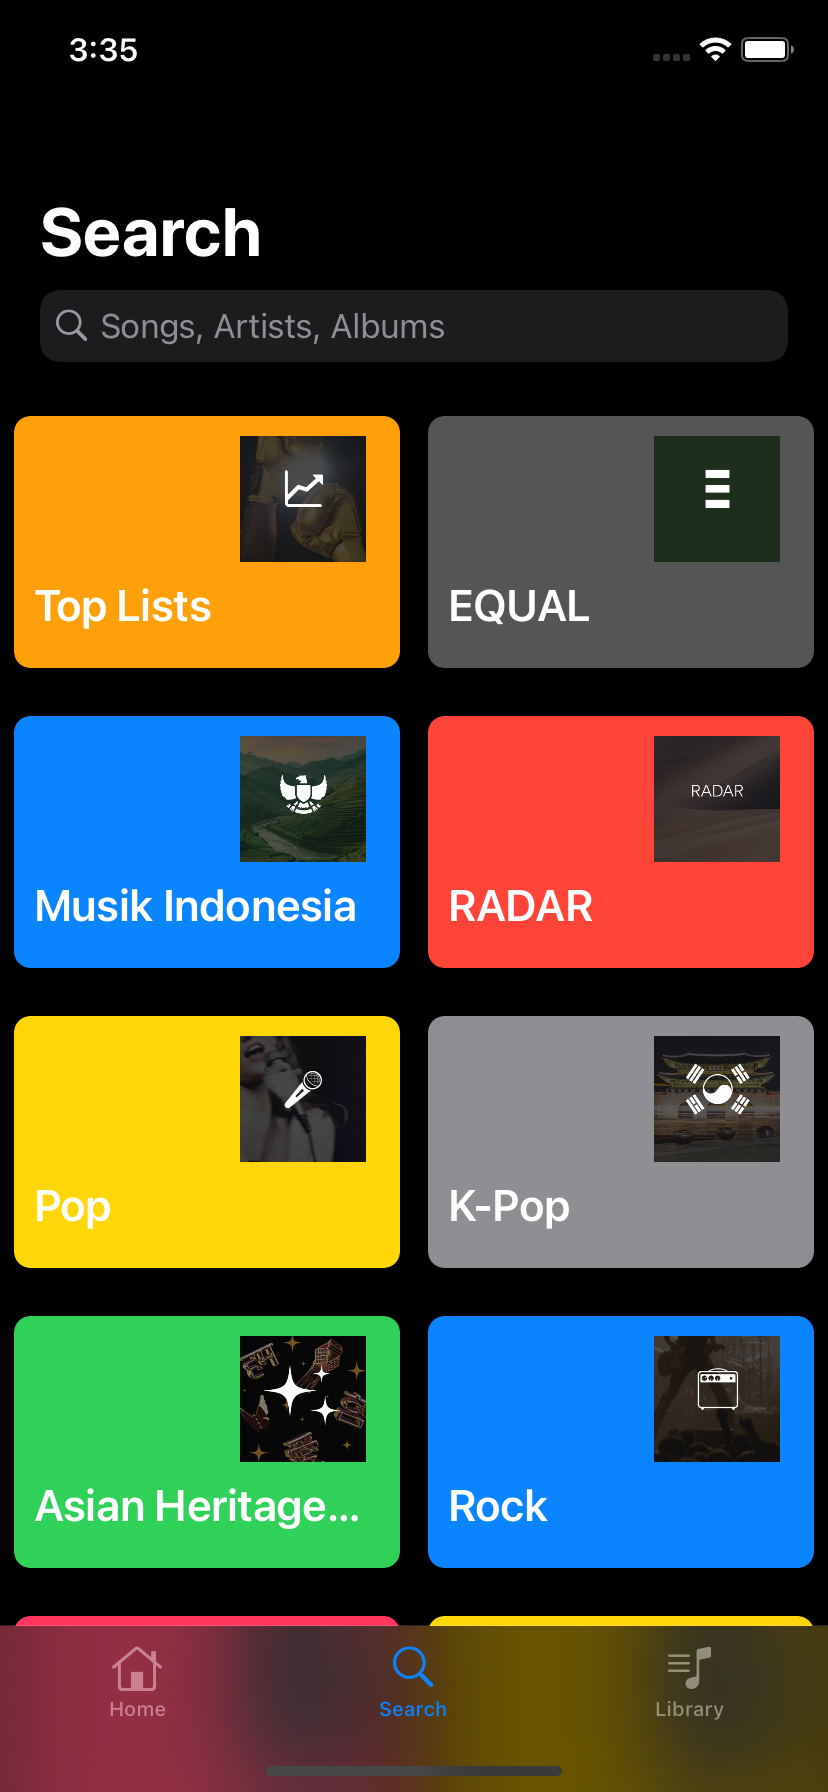 3:35
Search
Songs, Artists, Albums
Top Lists
EQUAL
Musik Indonesia
RADAR
RADAR
Pop
K-Pop
Asian Heritage...
Rock
Home
Search
Library